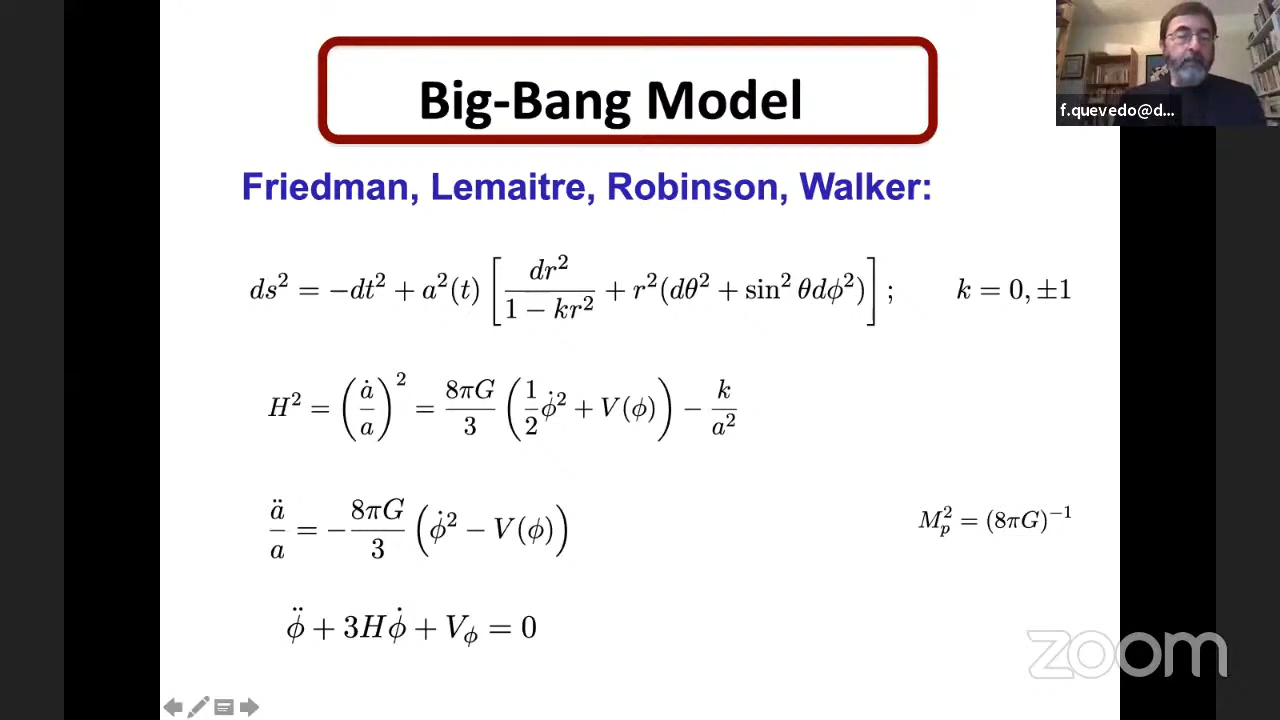 Big-Bang Model
f.quevedo@d...
Friedman, Lemaitre, Robinson, Walker:
ds² = −dt² + a²(t) [ dr² / (1 − kr²) + r²(dθ² + sin² θdϕ²) ] ; k = 0, ±1
H² = (ȧ/a)² = 8πG/3 (1/2 ϕ̇² + V(ϕ)) − k/a²
ä/a = − 8πG/3 (ϕ̇² − V(ϕ))
M_p² = (8πG)⁻¹
ϕ̈ + 3Hϕ̇ + V_ϕ = 0
zoom